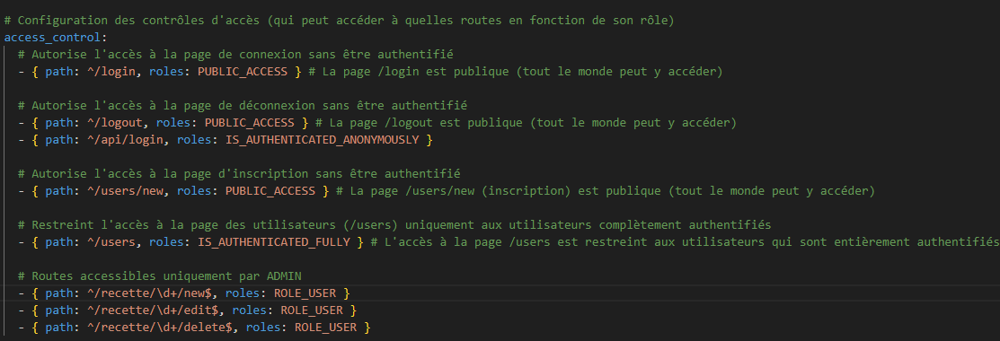 # Configuration des contrôles d'accès (qui peut accéder à quelles routes en fonction de son rôle)
access_control:
# Autorise l'accès à la page de connexion sans être authentifié
- { path: ^/login, roles: PUBLIC_ACCESS } # La page /login est publique (tout le monde peut y accéder)
# Autorise l'accès à la page de déconnexion sans être authentifié
- { path: ^/logout, roles: PUBLIC_ACCESS } # La page /logout est publique (tout le monde peut y accéder)
- { path: ^/api/login, roles: IS_AUTHENTICATED_ANONYMOUSLY }
# Autorise l'accès à la page d'inscription sans être authentifié
- { path: ^/users/new, roles: PUBLIC_ACCESS } # La page /users/new (inscription) est publique (tout le monde peut y accéder)
# Restreint l'accès à la page des utilisateurs (/users) uniquement aux utilisateurs complètement authentifiés
- { path: ^/users, roles: IS_AUTHENTICATED_FULLY } # L'accès à la page /users est restreint aux utilisateurs qui sont entièrement authentifiés
# Routes accessibles uniquement par ADMIN
- { path: ^/recette/\d+/new$, roles: ROLE_USER }
- { path: ^/recette/\d+/edit$, roles: ROLE_USER }
- { path: ^/recette/\d+/delete$, roles: ROLE_USER }